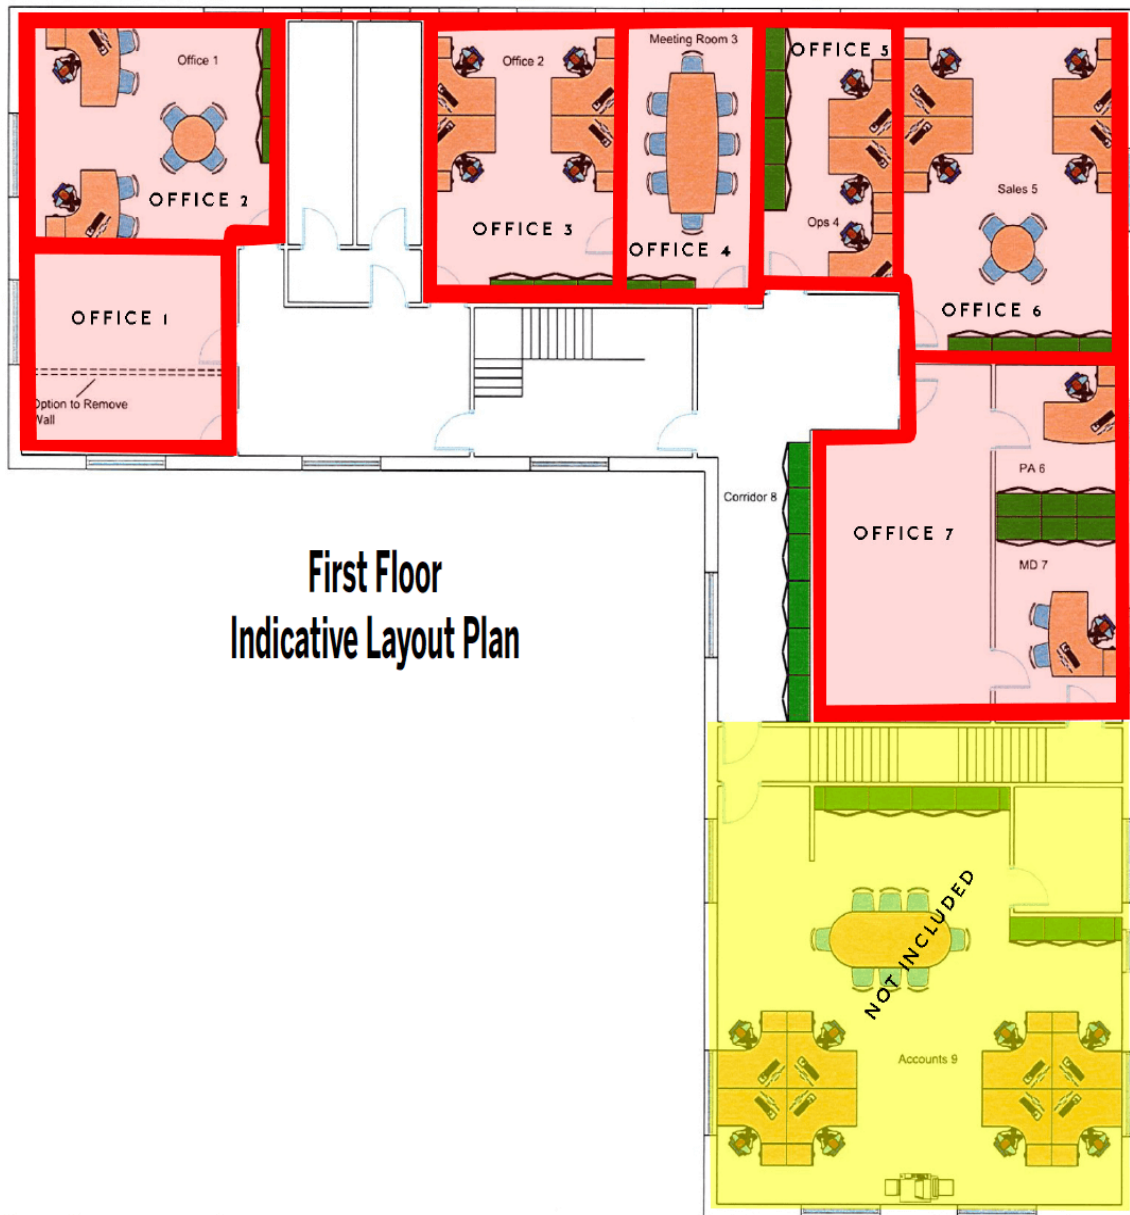 Office 1
OFFICE 2
Office 2
OFFICE 3
Meeting Room 3
OFFICE 4
OFFICE 5
Ops 4
Sales 5
OFFICE 6
OFFICE 1
Option to Remove
Wall
Corridor 8
OFFICE 7
PA 6
MD 7
First Floor
Indicative Layout Plan
NOT INCLUDED
Accounts 9